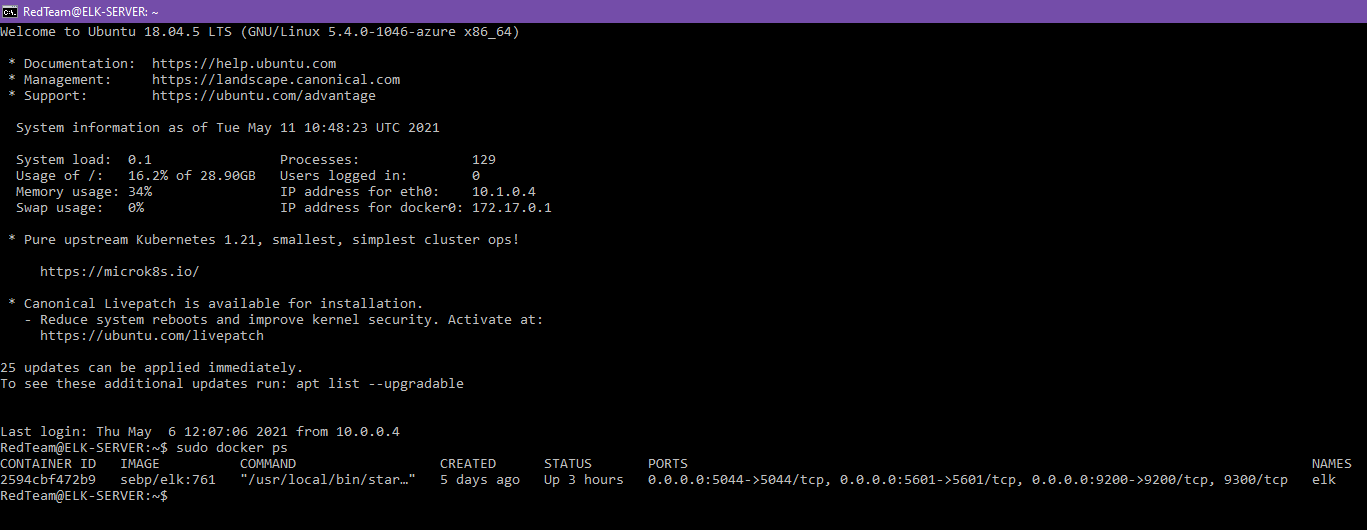 RedTeam@ELK-SERVER: ~
Welcome to Ubuntu 18.04.5 LTS (GNU/Linux 5.4.0-1046-azure x86_64)
* Documentation:  https://help.ubuntu.com
* Management:     https://landscape.canonical.com
* Support:        https://ubuntu.com/advantage
System information as of Tue May 11 10:48:23 UTC 2021
System load:  0.1                Processes:              129
Usage of /:   16.2% of 28.90GB   Users logged in:        0
Memory usage: 34%                IP address for eth0:    10.1.0.4
Swap usage:   0%                 IP address for docker0: 172.17.0.1
* Pure upstream Kubernetes 1.21, smallest, simplest cluster ops!
https://microk8s.io/
* Canonical Livepatch is available for installation.
- Reduce system reboots and improve kernel security. Activate at:
https://ubuntu.com/livepatch
25 updates can be applied immediately.
To see these additional updates run: apt list --upgradable
Last login: Thu May  6 12:07:06 2021 from 10.0.0.4
RedTeam@ELK-SERVER:~$ sudo docker ps
CONTAINER ID   IMAGE          COMMAND                  CREATED      STATUS       PORTS                                                                              NAMES
2594cbf472b9   sebp/elk:761   "/usr/local/bin/star…"   5 days ago   Up 3 hours   0.0.0.0:5044->5044/tcp, 0.0.0.0:5601->5601/tcp, 0.0.0.0:9200->9200/tcp, 9300/tcp   elk
RedTeam@ELK-SERVER:~$